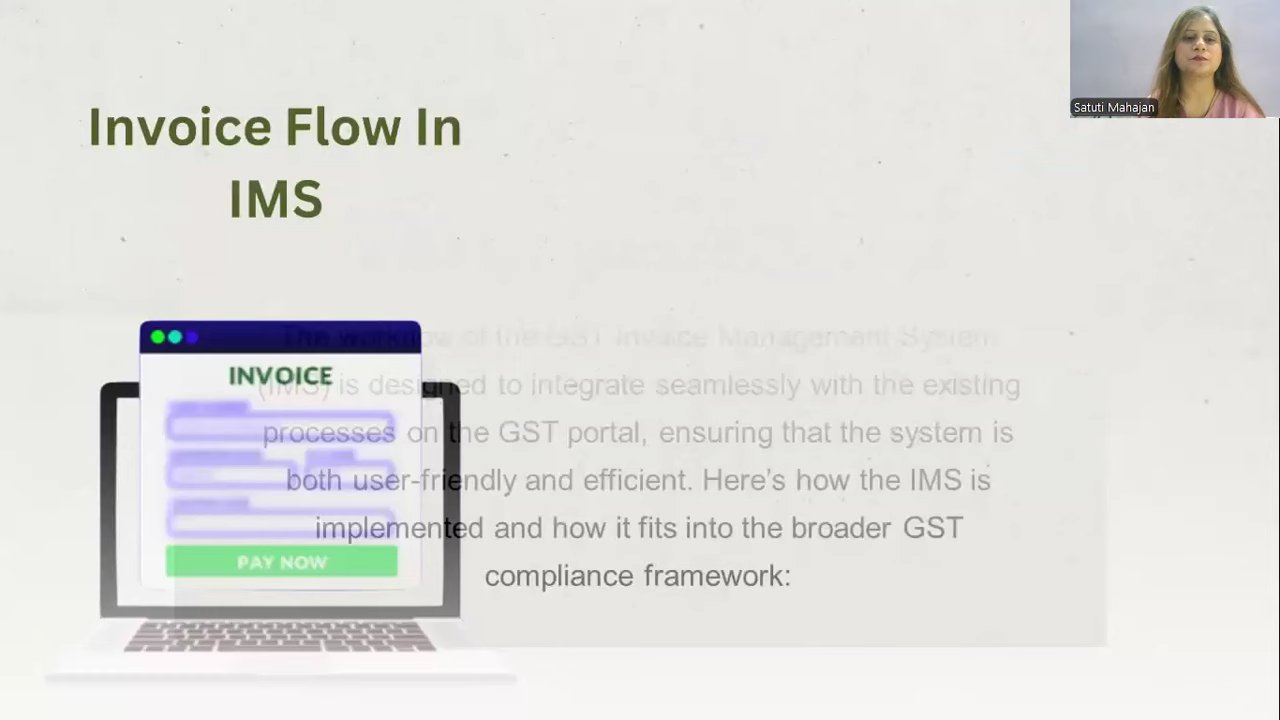 Invoice Flow In
IMS
Satuti Mahajan
INVOICE
PAY NOW
The workflow of the GST Invoice Management System
(IMS) is designed to integrate seamlessly with the existing
processes on the GST portal, ensuring that the system is
both user-friendly and efficient. Here’s how the IMS is
implemented and how it fits into the broader GST
compliance framework: